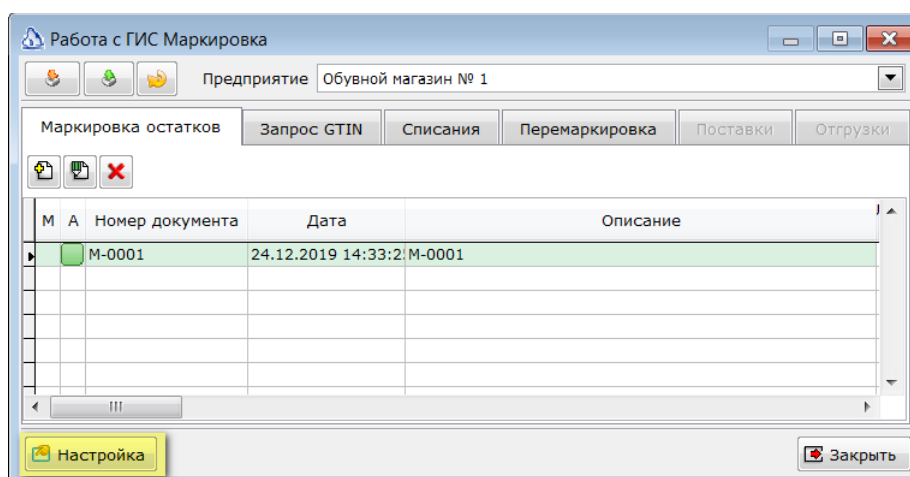 Работа с ГИС Маркировка
Предприятие Обувной магазин № 1
Маркировка остатков Запрос GTIN Списания Перемаркировка Поставки Отгрузки
М А Номер документа Дата Описание
М-0001 24.12.2019 14:33:2 М-0001
Настройка Закрыть